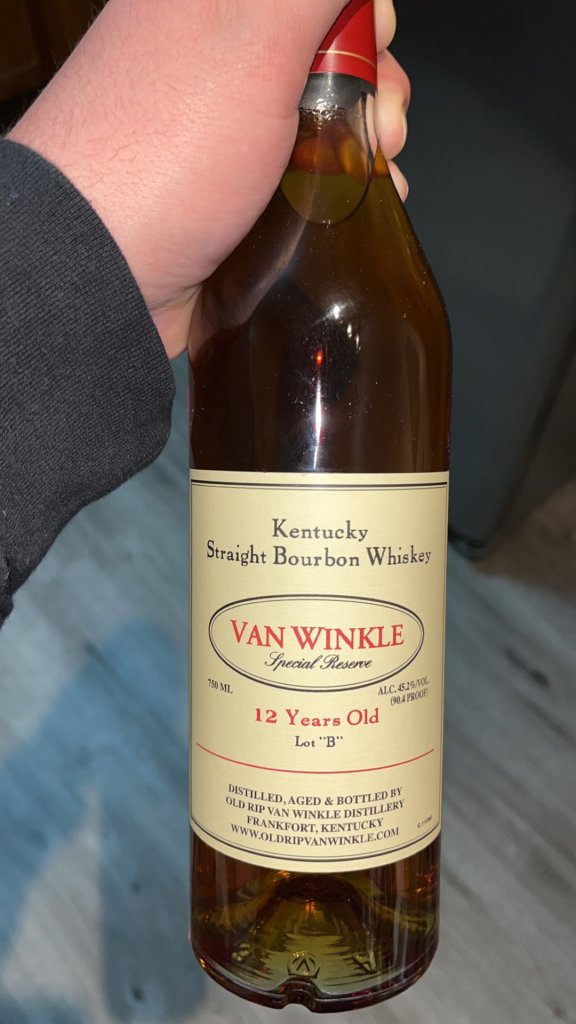 Kentucky
Straight Bourbon Whiskey
VAN WINKLE
Special Reserve
750 ML
ALC. 45.2%/VOL.
(90.4 PROOF)
12 Years Old
Lot "B"
DISTILLED, AGED & BOTTLED BY
OLD RIP VAN WINKLE DISTILLERY
FRANKFORT, KENTUCKY
WWW.OLDRIPVANWINKLE.COM